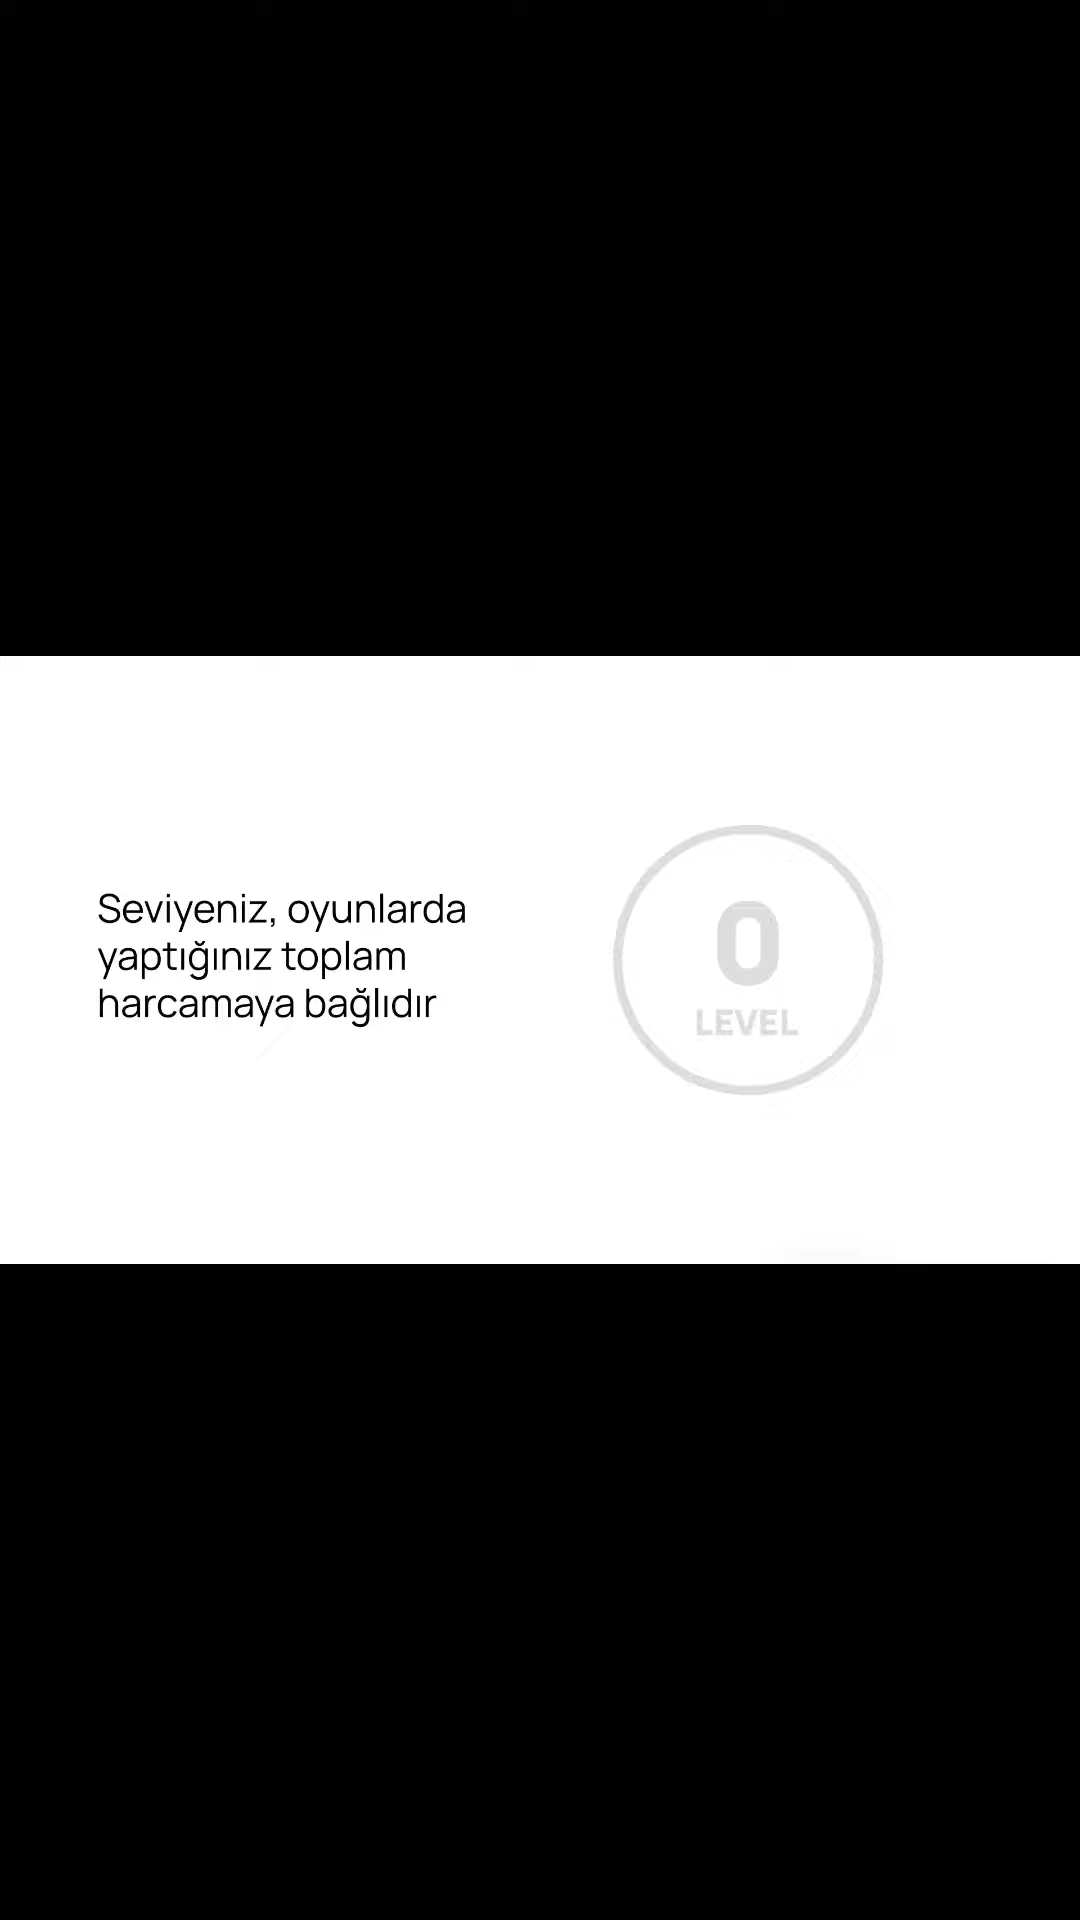 Seviyeniz, oyunlarda
yaptığınız toplam
harcamaya bağlıdır
0
LEVEL